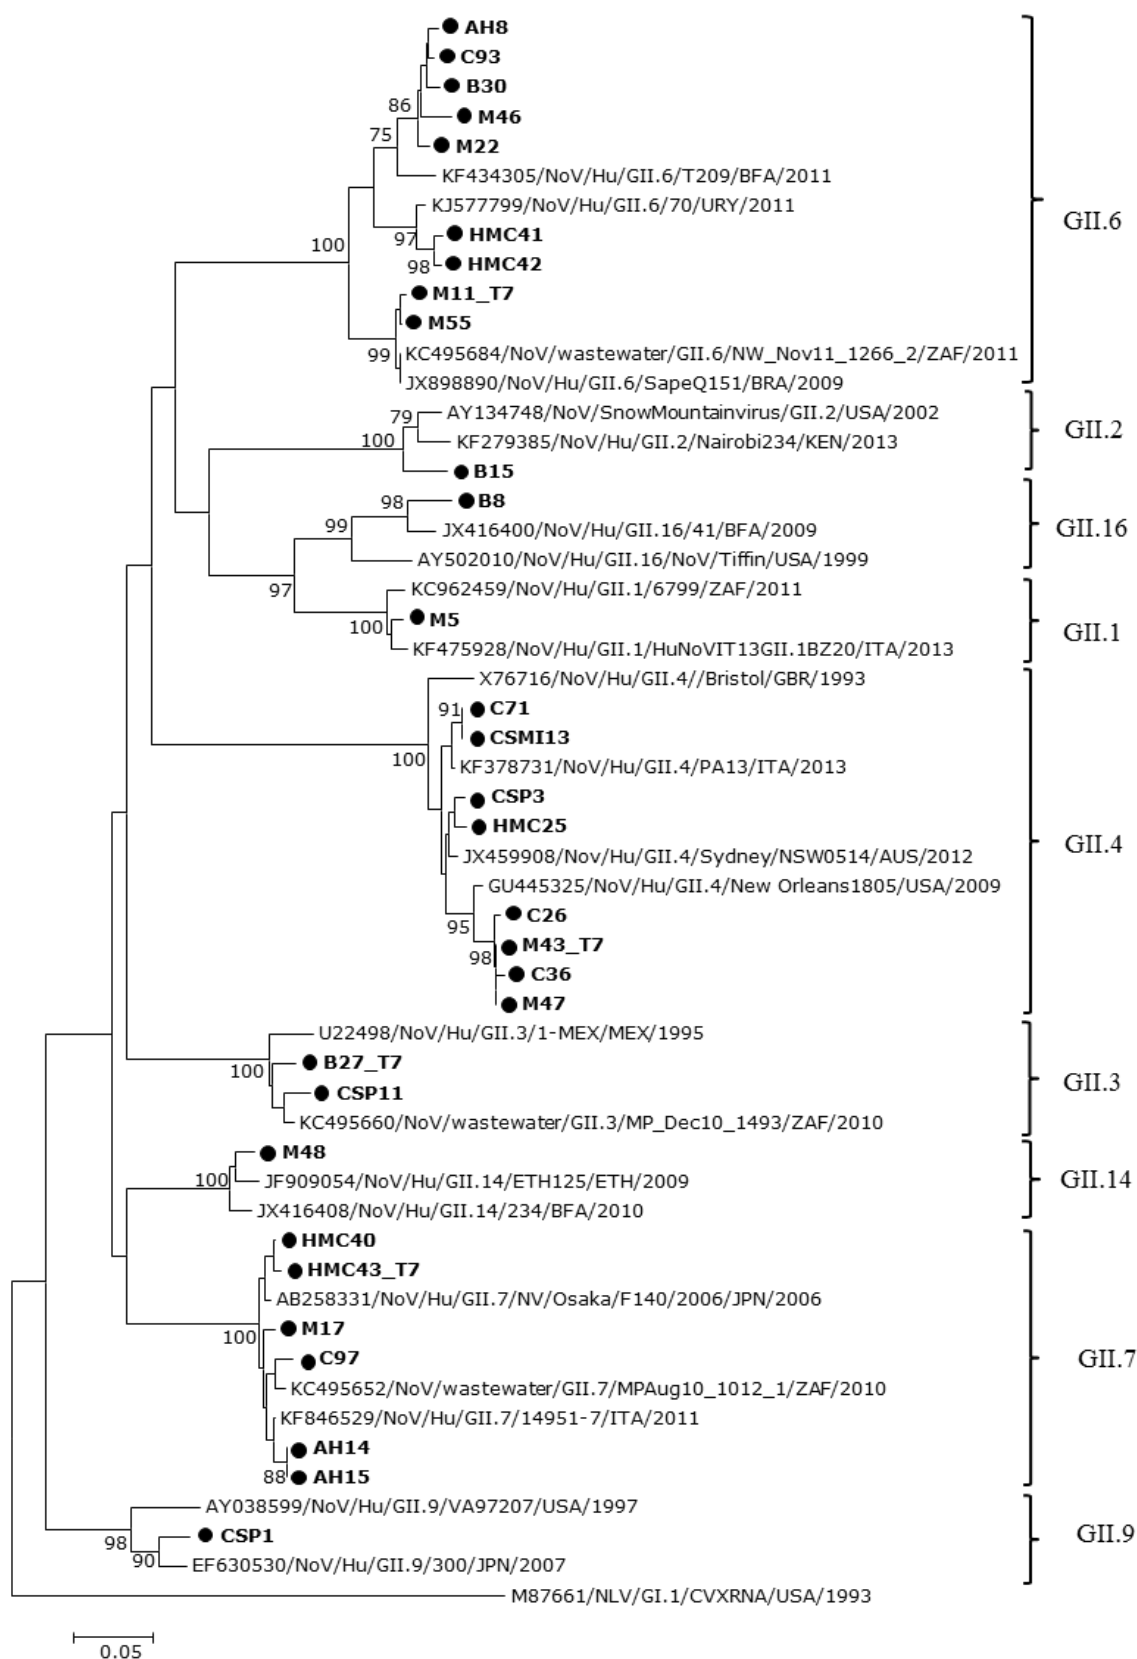 AH8
C93
B30
86
M46
75
M22
KF434305/NoV/Hu/GII.6/T209/BFA/2011
KJ577799/NoV/Hu/GII.6/70/URY/2011
GII.6
97
HMC41
100
98
HMC42
M11_T7
M55
99
KC495684/NoV/wastewater/GII.6/NW_Nov11_1266_2/ZAF/2011
JX898890/NoV/Hu/GII.6/SapeQ151/BRA/2009
79
AY134748/NoV/SnowMountainvirus/GII.2/USA/2002
GII.2
100
KF279385/NoV/Hu/GII.2/Nairobi234/KEN/2013
B15
98
B8
99
JX416400/NoV/Hu/GII.16/41/BFA/2009
GII.16
AY502010/NoV/Hu/GII.16/NoV/Tiffin/USA/1999
97
KC962459/NoV/Hu/GII.1/6799/ZAF/2011
M5
100
GII.1
KF475928/NoV/Hu/GII.1/HuNoVIT13GII.1BZ20/ITA/2013
X76716/NoV/Hu/GII.4//Bristol/GBR/1993
91
C71
CSMI13
100
KF378731/NoV/Hu/GII.4/PA13/ITA/2013
CSP3
HMC25
GII.4
JX459908/Nov/Hu/GII.4/Sydney/NSW0514/AUS/2012
GU445325/NoV/Hu/GII.4/New Orleans1805/USA/2009
C26
95
M43_T7
98
C36
M47
U22498/NoV/Hu/GII.3/1-MEX/MEX/1995
B27_T7
100
GII.3
CSP11
KC495660/NoV/wastewater/GII.3/MP_Dec10_1493/ZAF/2010
M48
100
JF909054/NoV/Hu/GII.14/ETH125/ETH/2009
GII.14
JX416408/NoV/Hu/GII.14/234/BFA/2010
HMC40
HMC43_T7
AB258331/NoV/Hu/GII.7/NV/Osaka/F140/2006/JPN/2006
M17
100
C97
GII.7
KC495652/NoV/wastewater/GII.7/MPAug10_1012_1/ZAF/2010
KF846529/NoV/Hu/GII.7/14951-7/ITA/2011
AH14
88
AH15
AY038599/NoV/Hu/GII.9/VA97207/USA/1997
CSP1
GII.9
98
90
EF630530/NoV/Hu/GII.9/300/JPN/2007
M87661/NLV/GI.1/CVXRNA/USA/1993
0.05